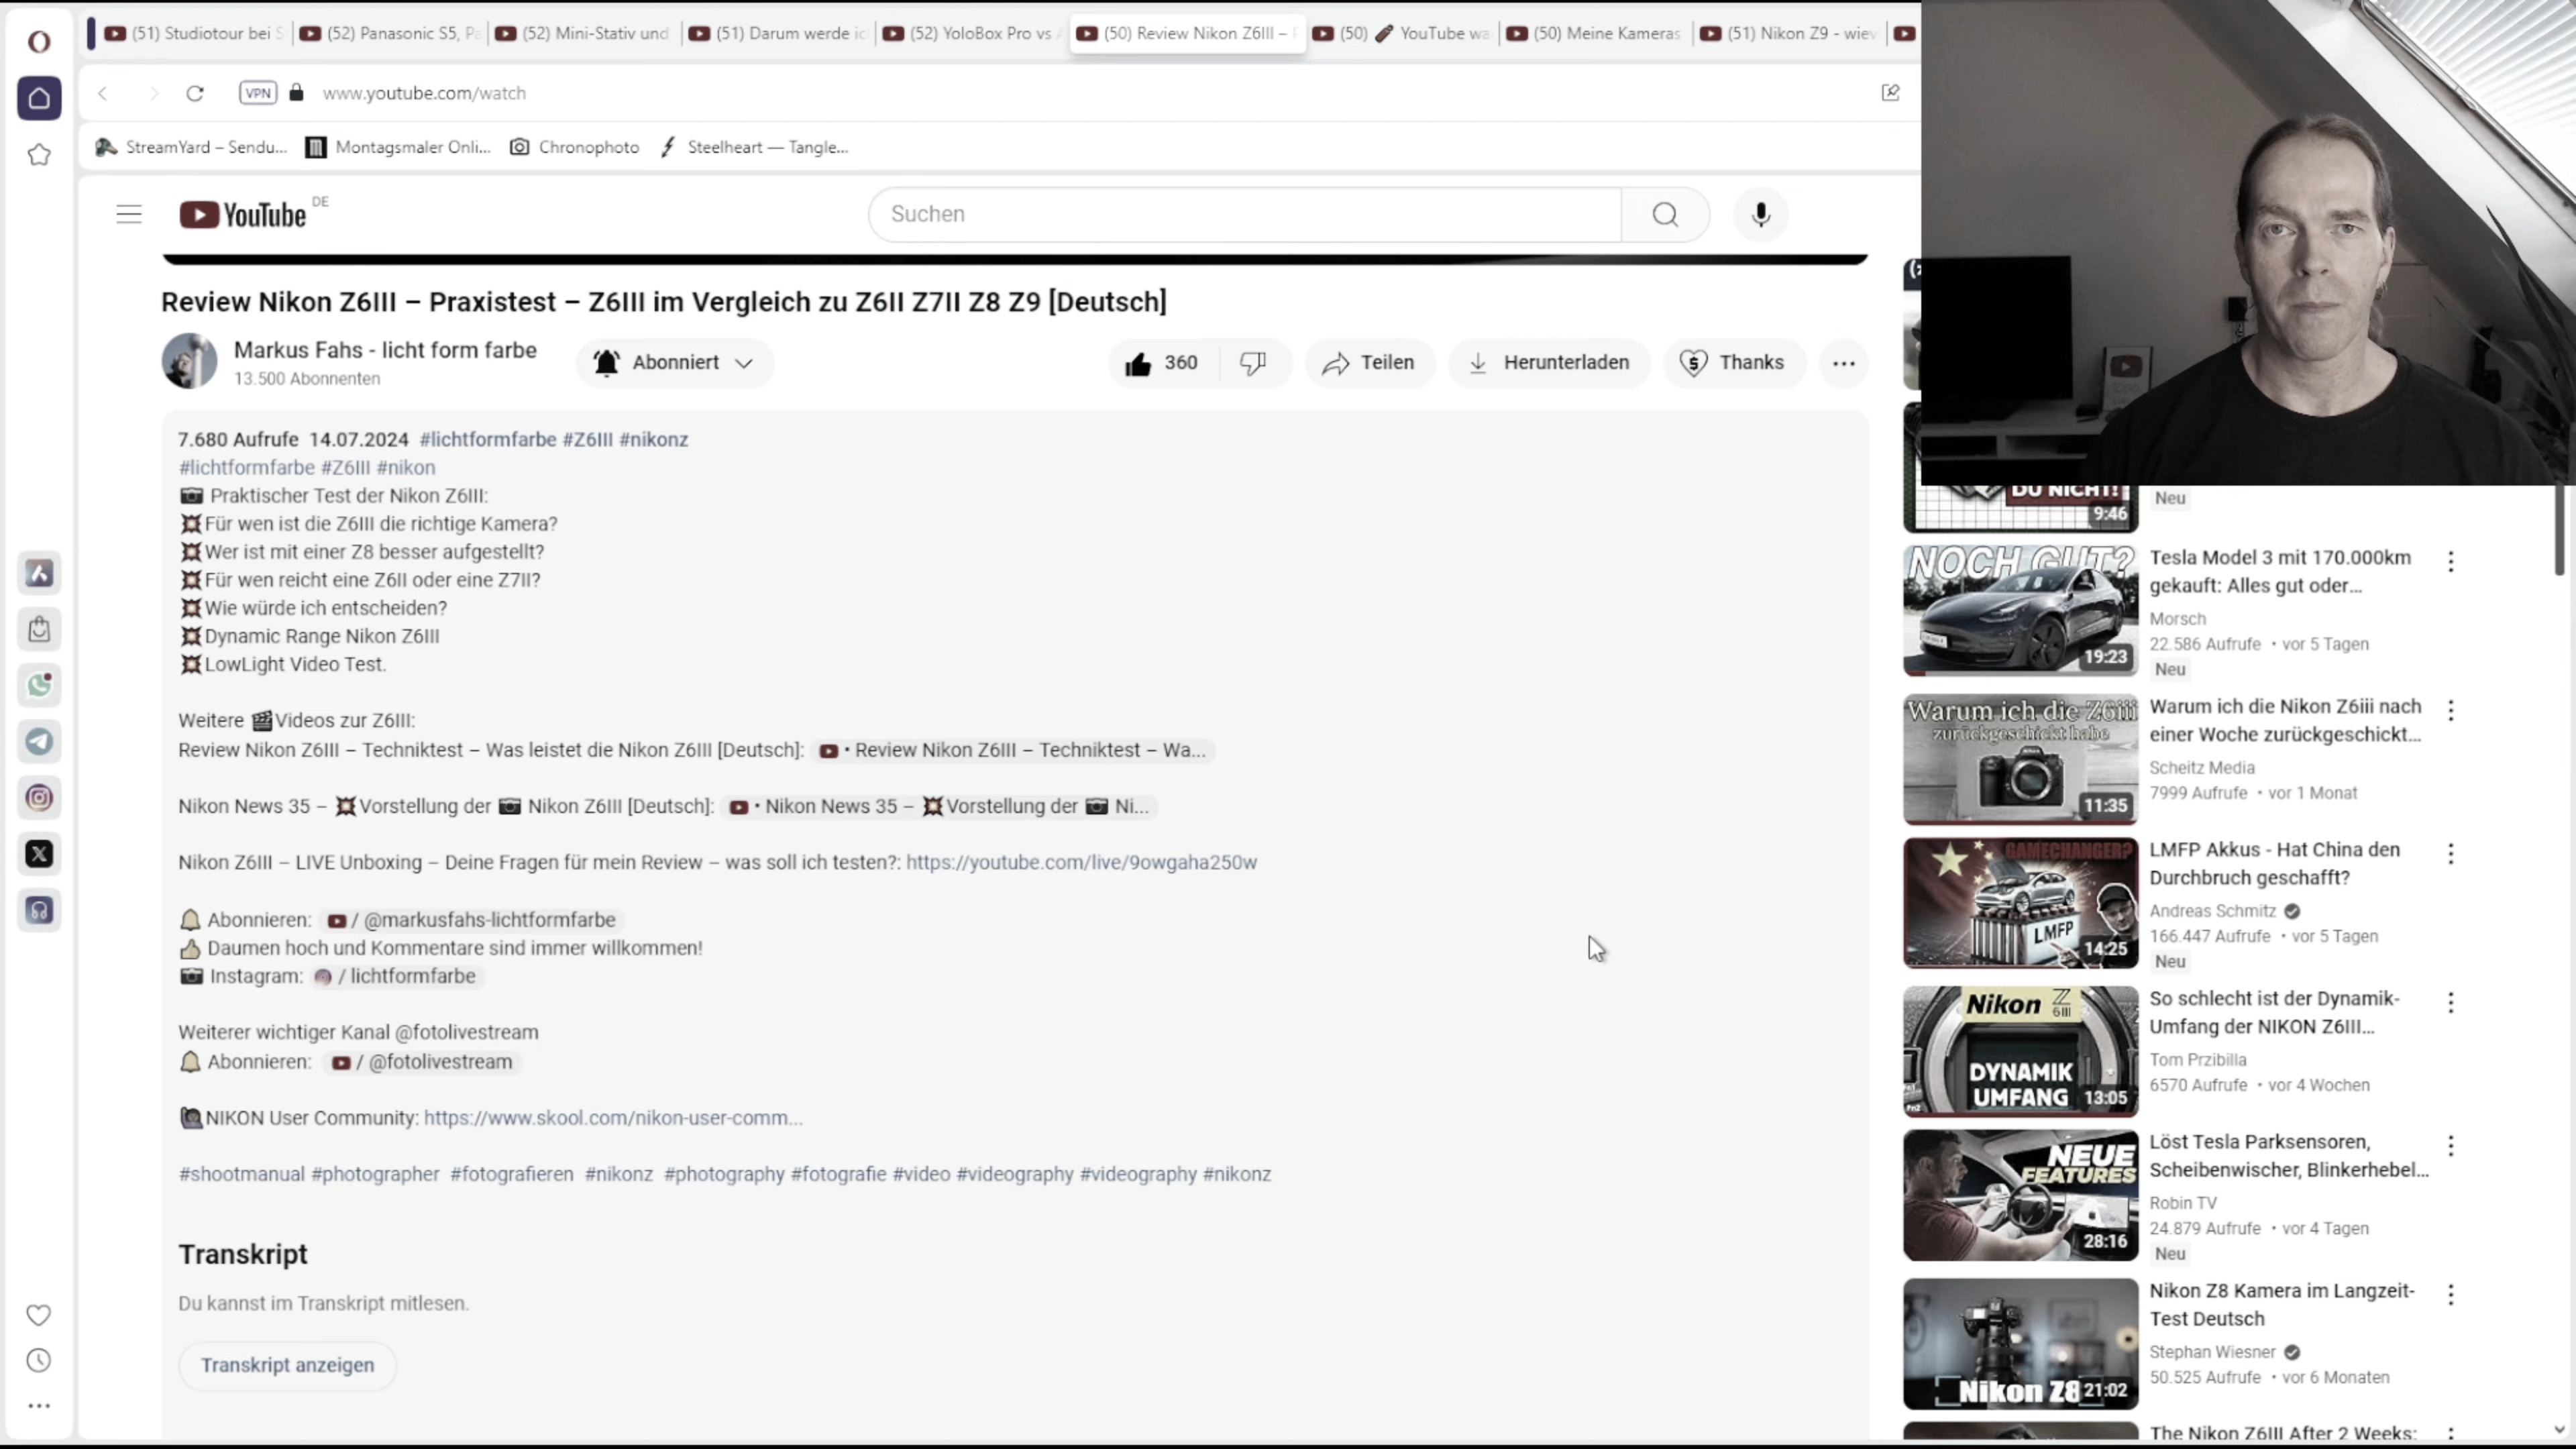 (51) Studiotour bei S
(52) Panasonic S5, Pa
(52) Mini-Stativ und
(51) Darum werde ic
(52) YoloBox Pro vs
(50) Review Nikon Z6III –
(50) YouTube wa
(50) Meine Kameras
(51) Nikon Z9 - wiev
VPN
www.youtube.com/watch
StreamYard – Sendu...
Montagsmaler Onli...
Chronophoto
Steelheart — Tangle...
YouTube DE
Suchen
Review Nikon Z6III – Praxistest – Z6III im Vergleich zu Z6II Z7II Z8 Z9 [Deutsch]
Markus Fahs - licht form farbe
13.500 Abonnenten
Abonniert
360
Teilen
Herunterladen
Thanks
7.680 Aufrufe 14.07.2024 #lichtformfarbe #Z6III #nikonz
#lichtformfarbe #Z6III #nikon
📷 Praktischer Test der Nikon Z6III:
💥Für wen ist die Z6III die richtige Kamera?
💥Wer ist mit einer Z8 besser aufgestellt?
💥Für wen reicht eine Z6II oder eine Z7II?
💥Wie würde ich entscheiden?
💥Dynamic Range Nikon Z6III
💥LowLight Video Test.
Weitere 🎬Videos zur Z6III:
Review Nikon Z6III – Techniktest – Was leistet die Nikon Z6III [Deutsch]: • Review Nikon Z6III – Techniktest – Wa...
Nikon News 35 – 💥Vorstellung der 📷 Nikon Z6III [Deutsch]: • Nikon News 35 – 💥Vorstellung der 📷 Ni...
Nikon Z6III – LIVE Unboxing – Deine Fragen für mein Review – was soll ich testen?: https://youtube.com/live/9owgaha250w
🔔 Abonnieren: / @markusfahs-lichtformfarbe
👍 Daumen hoch und Kommentare sind immer willkommen!
📷 Instagram: / lichtformfarbe
Weiterer wichtiger Kanal @fotolivestream
🔔 Abonnieren: / @fotolivestream
🙋NIKON User Community: https://www.skool.com/nikon-user-comm...
#shootmanual #photographer #fotografieren #nikonz #photography #fotografie #video #videography #videography #nikonz
Transkript
Du kannst im Transkript mitlesen.
Transkript anzeigen
DU NICHT!
9:46
Neu
NOCH GUT?
19:23
Tesla Model 3 mit 170.000km
gekauft: Alles gut oder...
Morsch
22.586 Aufrufe • vor 5 Tagen
Neu
Warum ich die Z6iii
zurückgeschickt habe
11:35
Warum ich die Nikon Z6iii nach
einer Woche zurückgeschickt...
Scheitz Media
7999 Aufrufe • vor 1 Monat
GAMECHANGER?
LMFP
14:25
LMFP Akkus - Hat China den
Durchbruch geschafft?
Andreas Schmitz
166.447 Aufrufe • vor 5 Tagen
Neu
Nikon Z
6III
DYNAMIK
UMFANG
13:05
So schlecht ist der Dynamik-
Umfang der NIKON Z6III...
Tom Przibilla
6570 Aufrufe • vor 4 Wochen
NEUE
FEATURES
28:16
Löst Tesla Parksensoren,
Scheibenwischer, Blinkerhebel...
Robin TV
24.879 Aufrufe • vor 4 Tagen
Neu
Nikon Z8
21:02
Nikon Z8 Kamera im Langzeit-
Test Deutsch
Stephan Wiesner
50.525 Aufrufe • vor 6 Monaten
The Nikon Z6III After 2 Weeks: